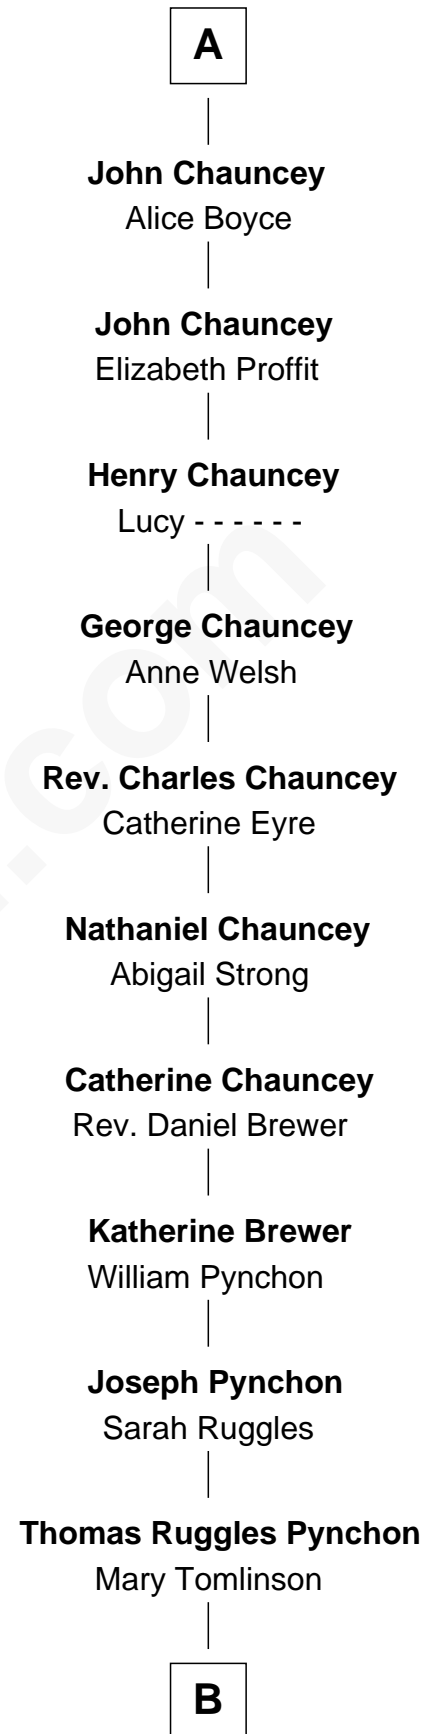 A
John Chauncey
Alice Boyce
John Chauncey
Elizabeth Proffit
Henry Chauncey
Lucy - - - - - -
George Chauncey
Anne Welsh
Rev. Charles Chauncey
Catherine Eyre
Nathaniel Chauncey
Abigail Strong
Catherine Chauncey
Rev. Daniel Brewer
Katherine Brewer
William Pynchon
Joseph Pynchon
Sarah Ruggles
Thomas Ruggles Pynchon
Mary Tomlinson
B